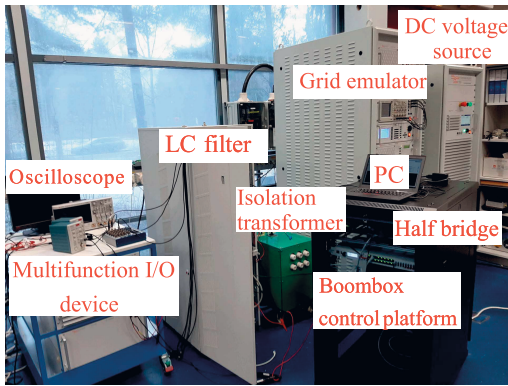 DC voltage
source
Grid emulator
LC filter
PC
Oscilloscope
Isolation
transformer
Half bridge
Multifunction I/O
device
Boombox
control platform